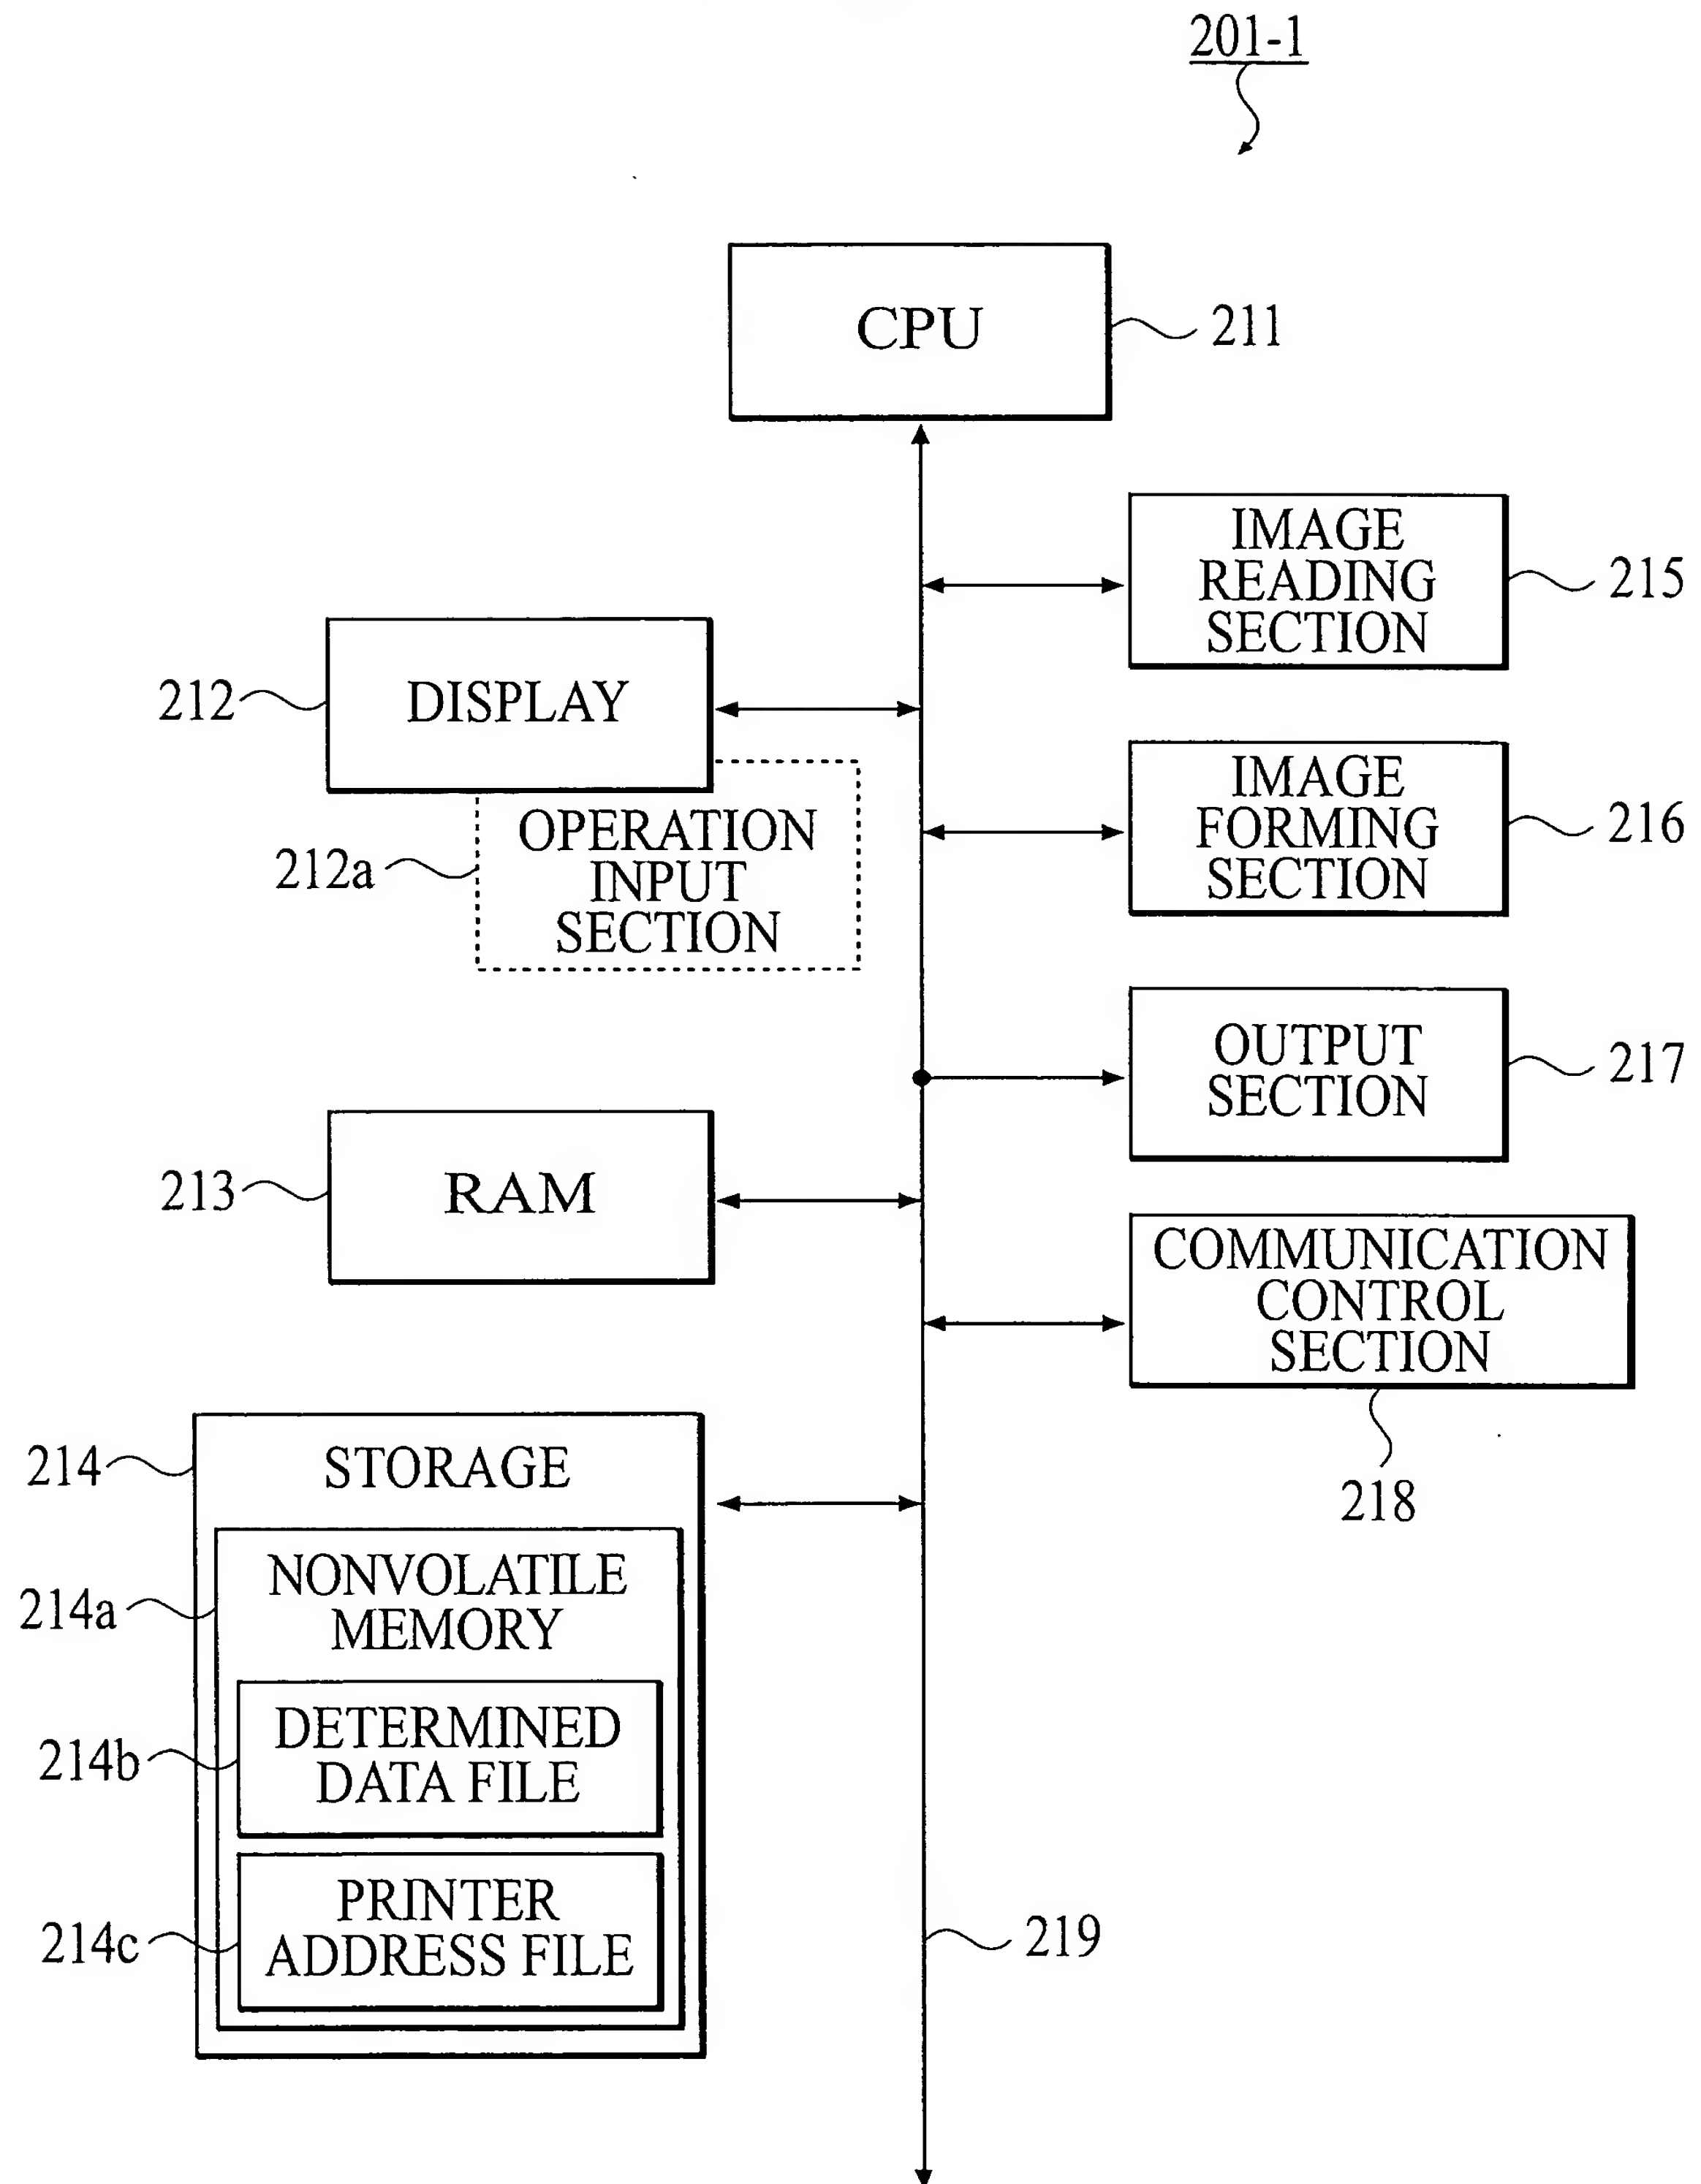 201-1
CPU
211
IMAGE
READING
SECTION
215
212
DISPLAY
IMAGE
FORMING
SECTION
216
212a
OPERATION
INPUT
SECTION
OUTPUT
SECTION
217
213
RAM
COMMUNICATION
CONTROL
SECTION
218
214
STORAGE
214a
NONVOLATILE
MEMORY
214b
DETERMINED
DATA FILE
214c
PRINTER
ADDRESS FILE
219